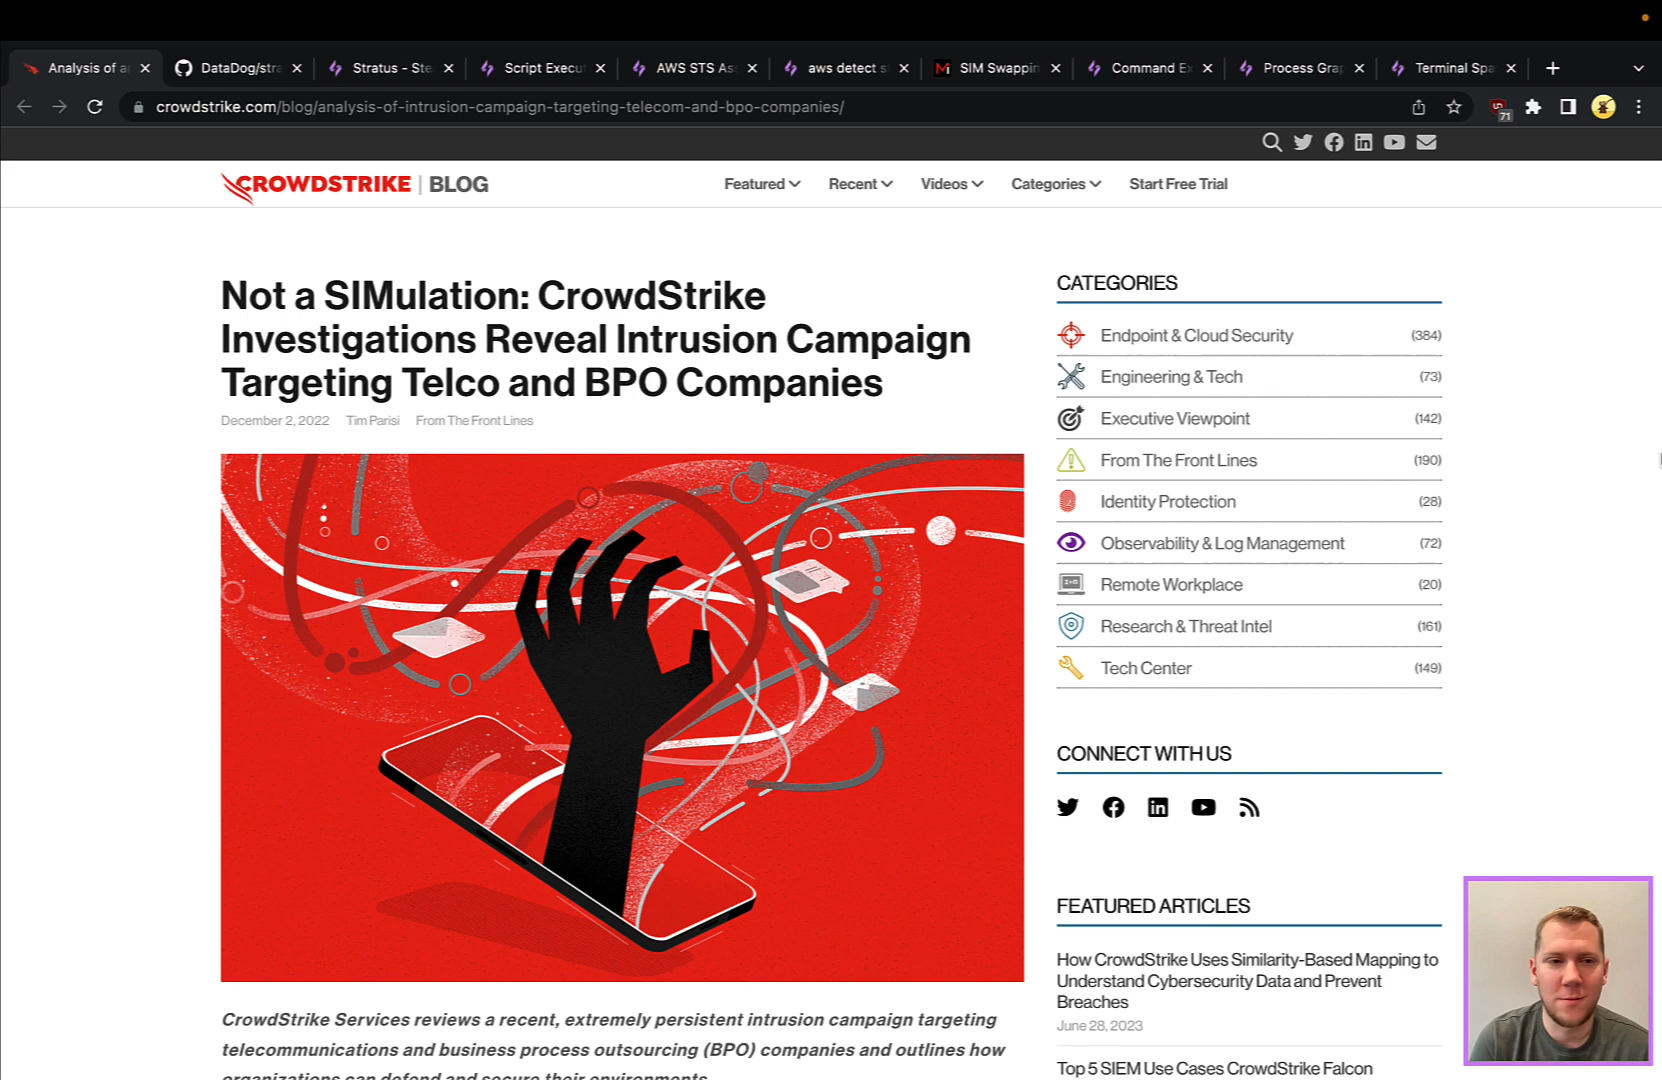 Analysis of ar
DataDog/stra
Stratus - Ste
Script Execut
AWS STS Ass
aws detect st
SIM Swappin
Command Ex
Process Grap
Terminal Spa
crowdstrike.com/blog/analysis-of-intrusion-campaign-targeting-telecom-and-bpo-companies/
71
CROWDSTRIKE | BLOG
Featured
Recent
Videos
Categories
Start Free Trial
Not a SIMulation: CrowdStrike
Investigations Reveal Intrusion Campaign
Targeting Telco and BPO Companies
December 2, 2022 Tim Parisi From The Front Lines
CrowdStrike Services reviews a recent, extremely persistent intrusion campaign targeting
telecommunications and business process outsourcing (BPO) companies and outlines how
organizations can defend and secure their environments.
CATEGORIES
Endpoint & Cloud Security (384)
Engineering & Tech (73)
Executive Viewpoint (142)
From The Front Lines (190)
Identity Protection (28)
Observability & Log Management (72)
Remote Workplace (20)
Research & Threat Intel (161)
Tech Center (149)
CONNECT WITH US
FEATURED ARTICLES
How CrowdStrike Uses Similarity-Based Mapping to
Understand Cybersecurity Data and Prevent
Breaches
June 28, 2023
Top 5 SIEM Use Cases CrowdStrike Falcon